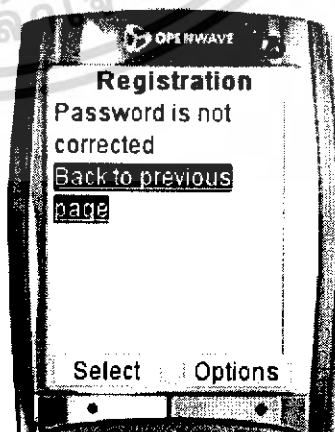 OPENWAVE
Registration
Password is not
corrected
Back to previous
page
Select Options